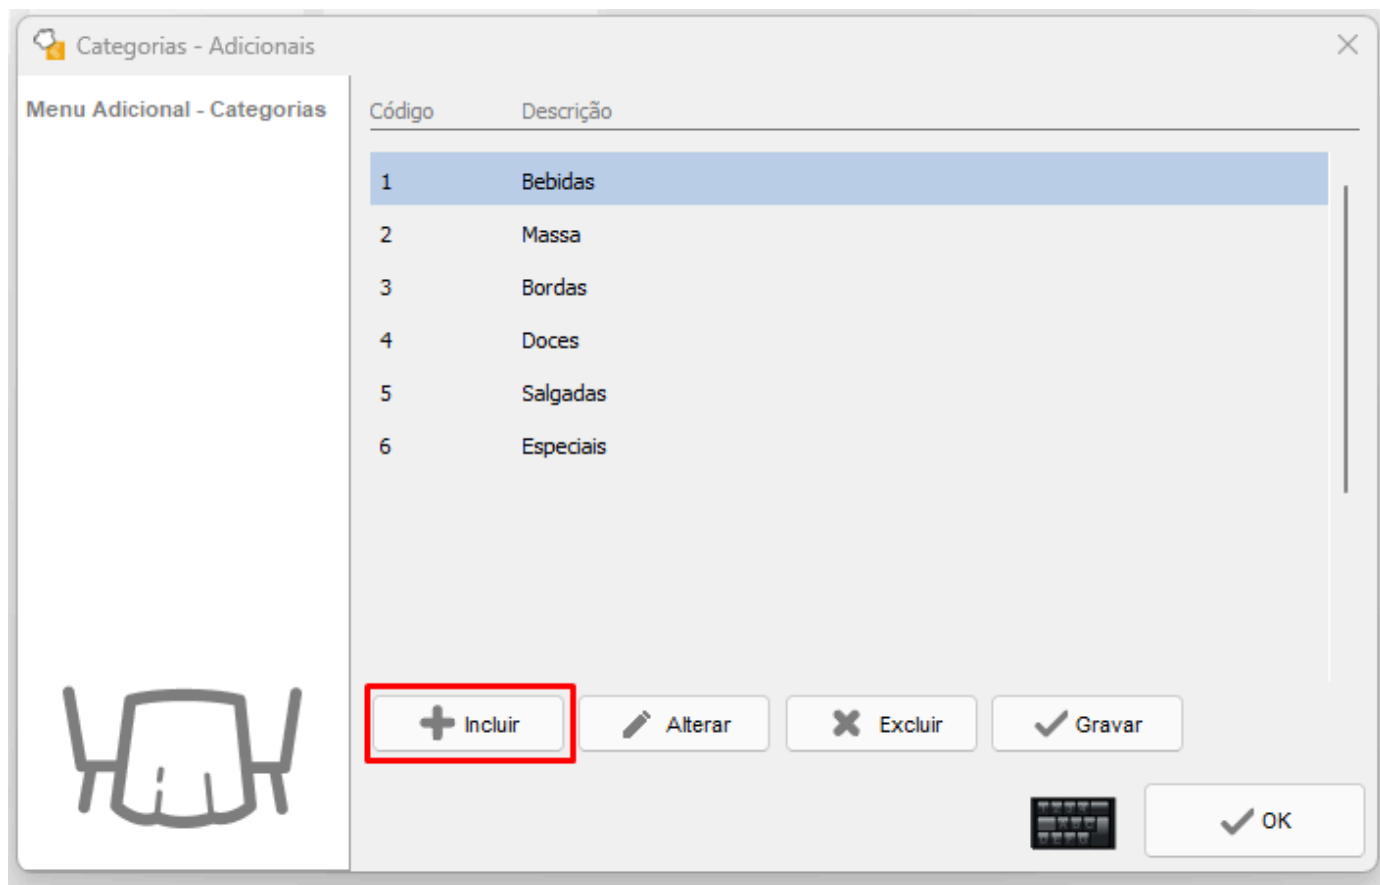 Categorias - Adicionais
Menu Adicional - Categorias
Código Descrição
1 Bebidas
2 Massa
3 Bordas
4 Doces
5 Salgadas
6 Especiais
Incluir Alterar Excluir Gravar
OK